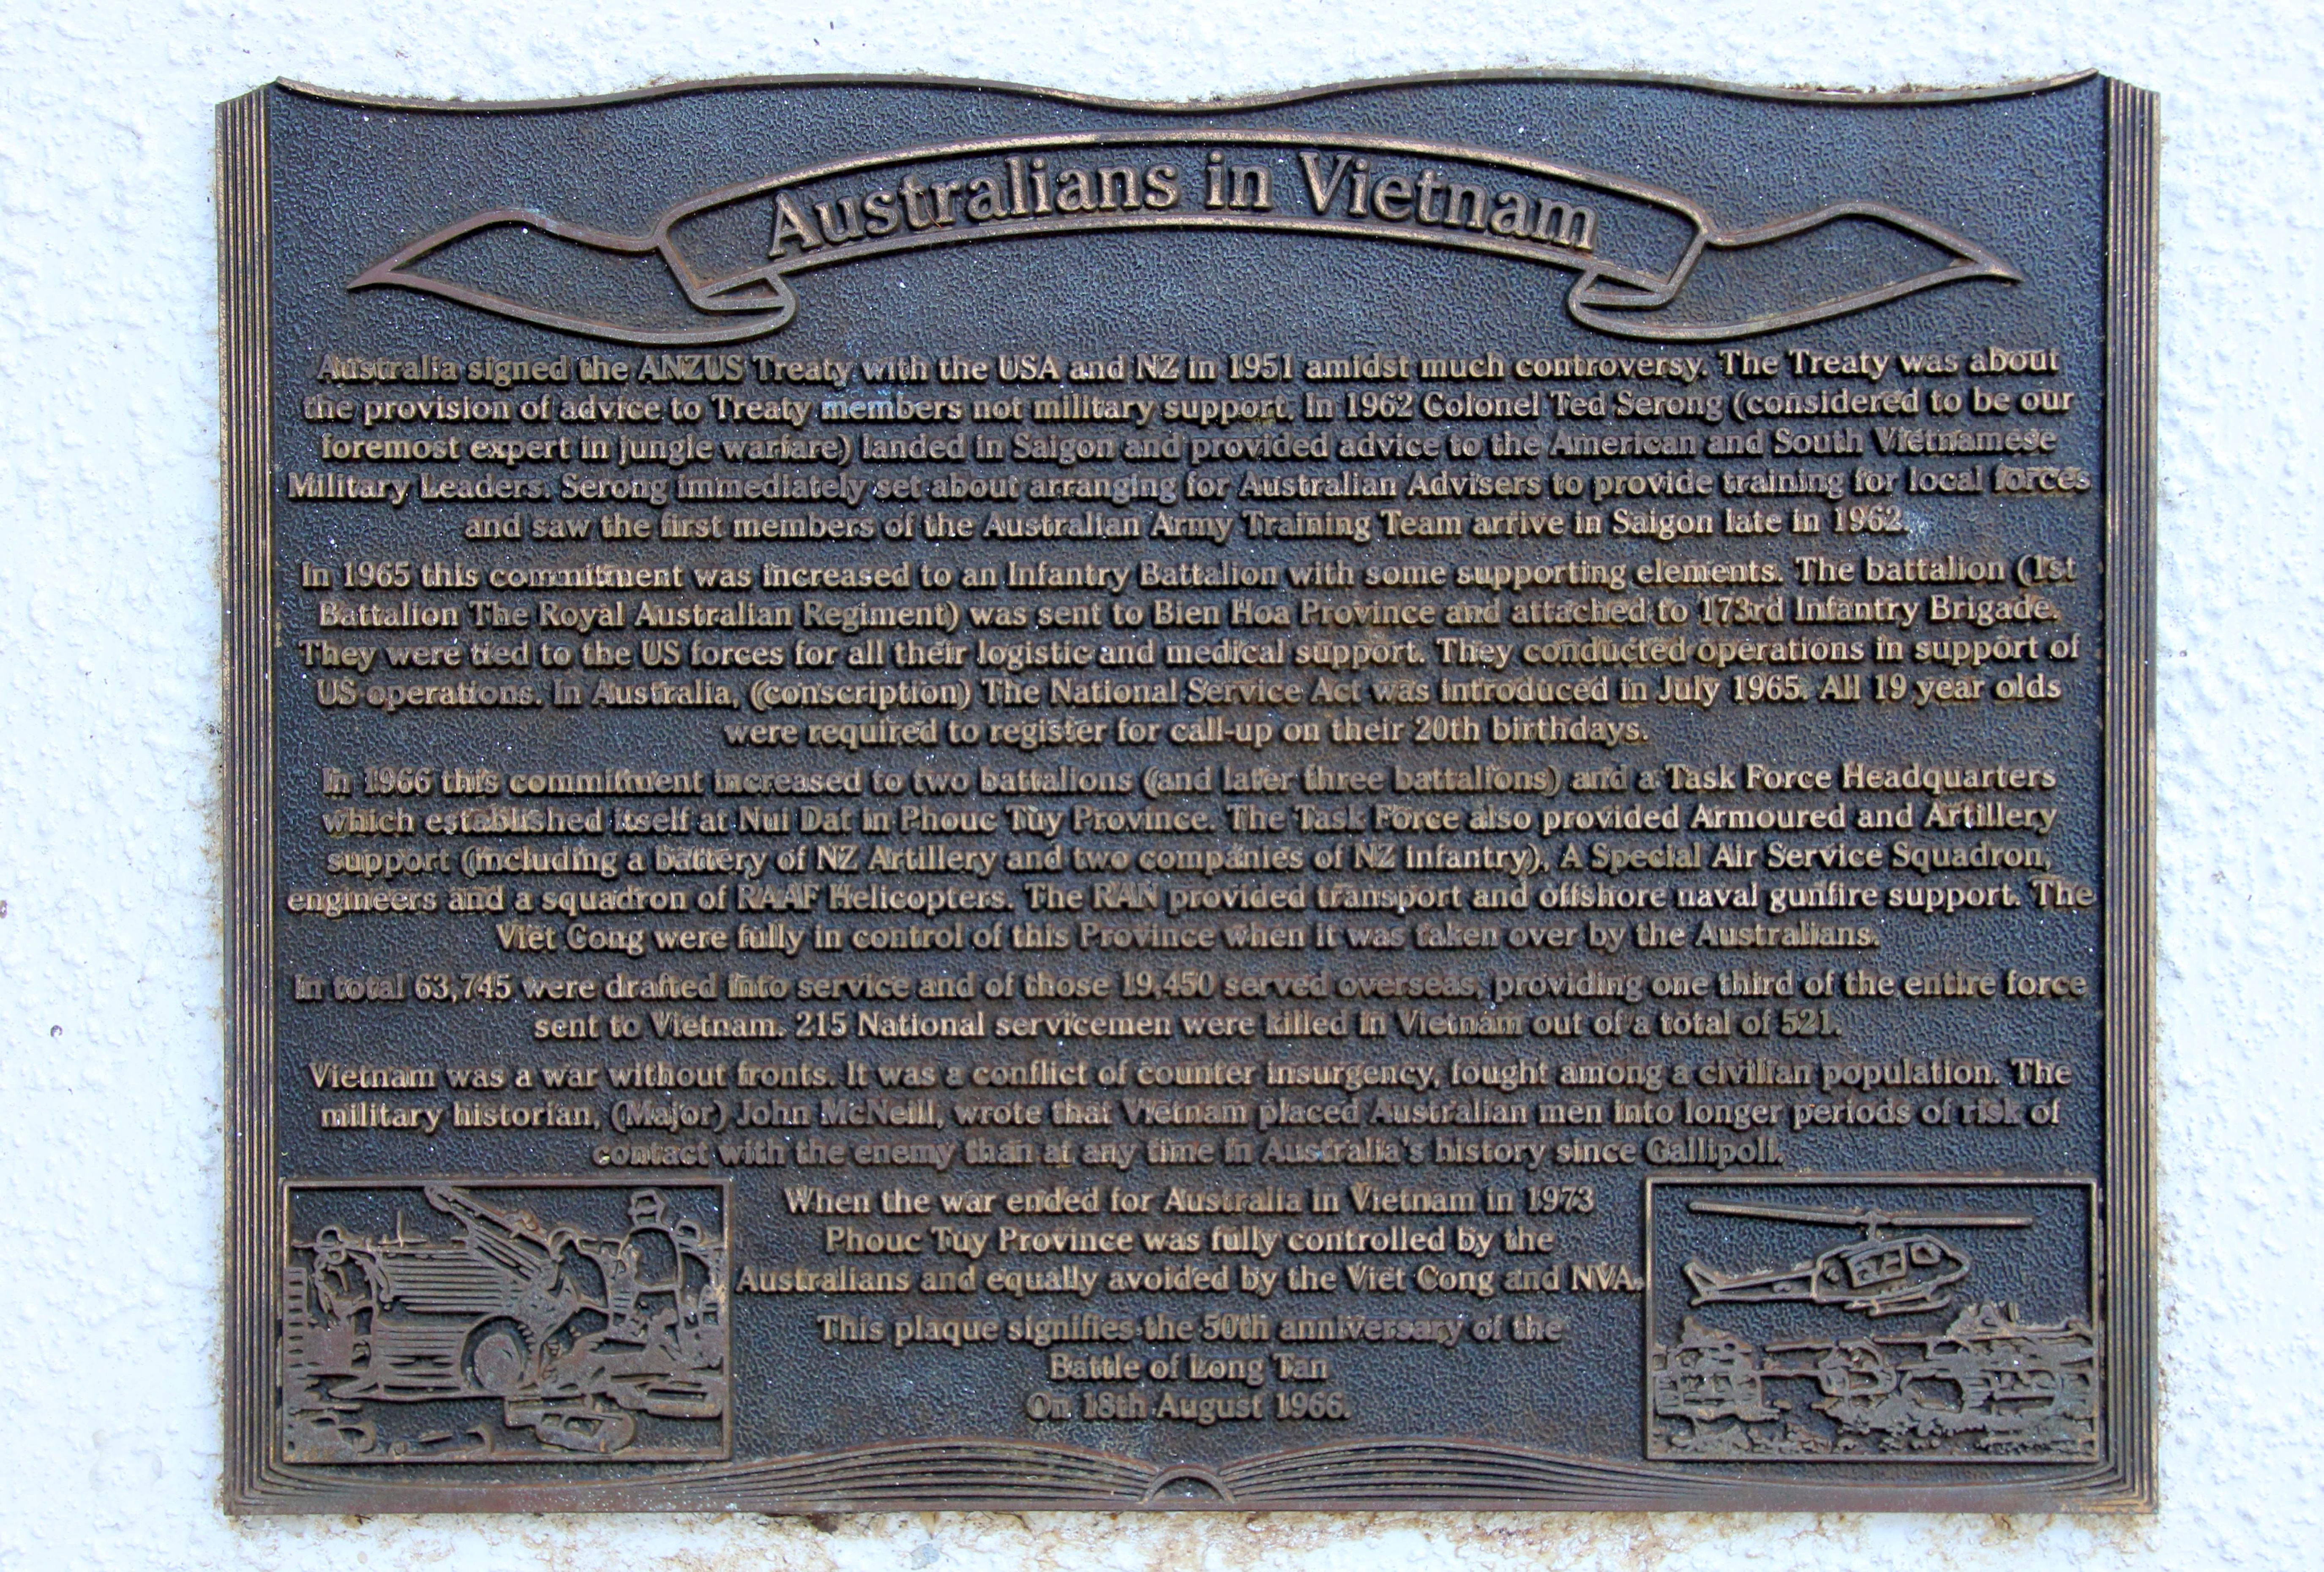 Australians in Vietnam
Australia signed the ANZUS Treaty with the USA and NZ in 1951 amidst much controversy. The Treaty was about
the provision of advice to Treaty members not military support. In 1962 Colonel Ted Serong (considered to be our
foremost expert in jungle warfare) landed in Saigon and provided advice to the American and South Vietnamese
Military Leaders. Serong immediately set about arranging for Australian Advisers to provide training for local forces
and saw the first members of the Australian Army Training Team arrive in Saigon late in 1962.
In 1965 this commitment was increased to an Infantry Battalion with some supporting elements. The battalion (1st
Battalion The Royal Australian Regiment) was sent to Bien Hoa Province and attached to 173rd Infantry Brigade.
They were tied to the US forces for all their logistic and medical support. They conducted operations in support of
US operations. In Australia, (conscription) The National Service Act was introduced in July 1965. All 19 year olds
were required to register for call-up on their 20th birthdays.
In 1966 this commitment increased to two battalions (and later three battalions) and a Task Force Headquarters
which established itself at Nui Dat in Phouc Tuy Province. The Task Force also provided Armoured and Artillery
support (including a battery of NZ Artillery and two companies of NZ infantry), A Special Air Service Squadron,
engineers and a squadron of RAAF Helicopters. The RAN provided transport and offshore naval gunfire support. The
Viet Cong were fully in control of this Province when it was taken over by the Australians.
In total 63,745 were drafted into service and of those 19,450 served overseas, providing one third of the entire force
sent to Vietnam. 215 National servicemen were killed in Vietnam out of a total of 521.
Vietnam was a war without fronts. It was a conflict of counter insurgency, fought among a civilian population. The
military historian, (Major) John McNeill, wrote that Vietnam placed Australian men into longer periods of risk of
contact with the enemy than at any time in Australia's history since Gallipoli.
When the war ended for Australia in Vietnam in 1973
Phouc Tuy Province was fully controlled by the
Australians and equally avoided by the Viet Cong and NVA.
This plaque signifies the 50th anniversary of the
Battle of Long Tan
On 18th August 1966.